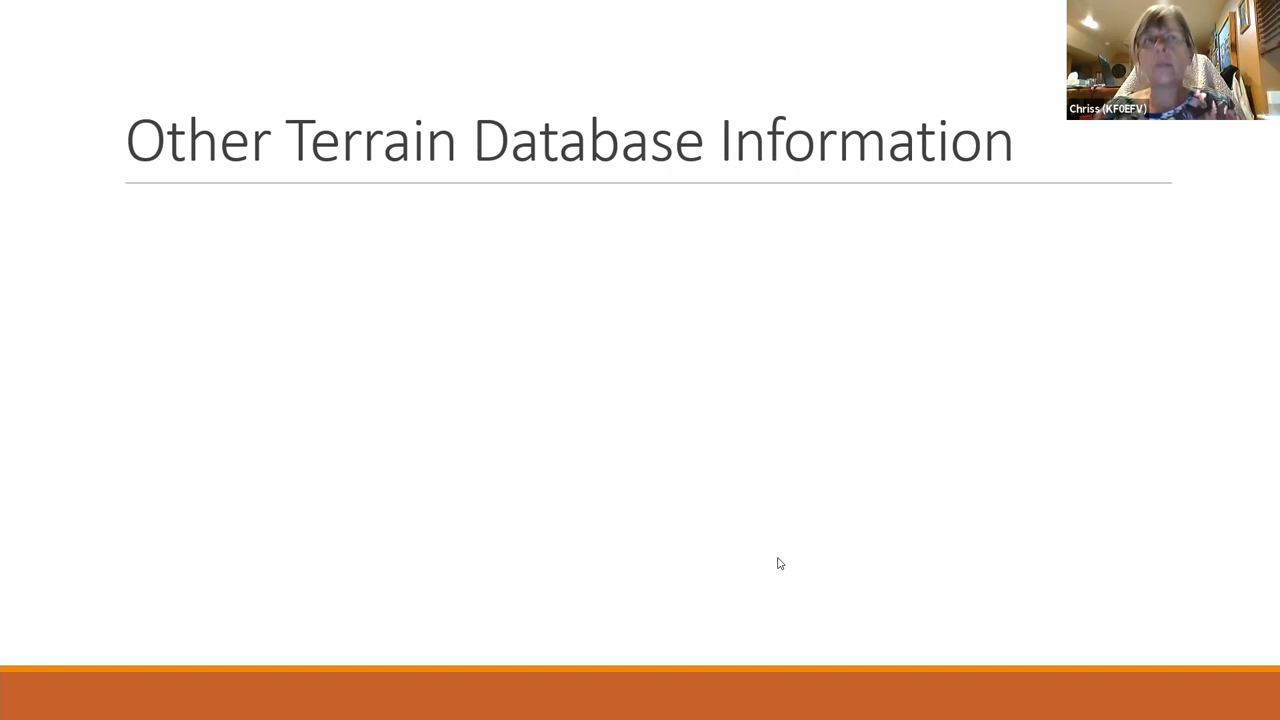 Other Terrain Database Information
Chriss (KF0EFV)